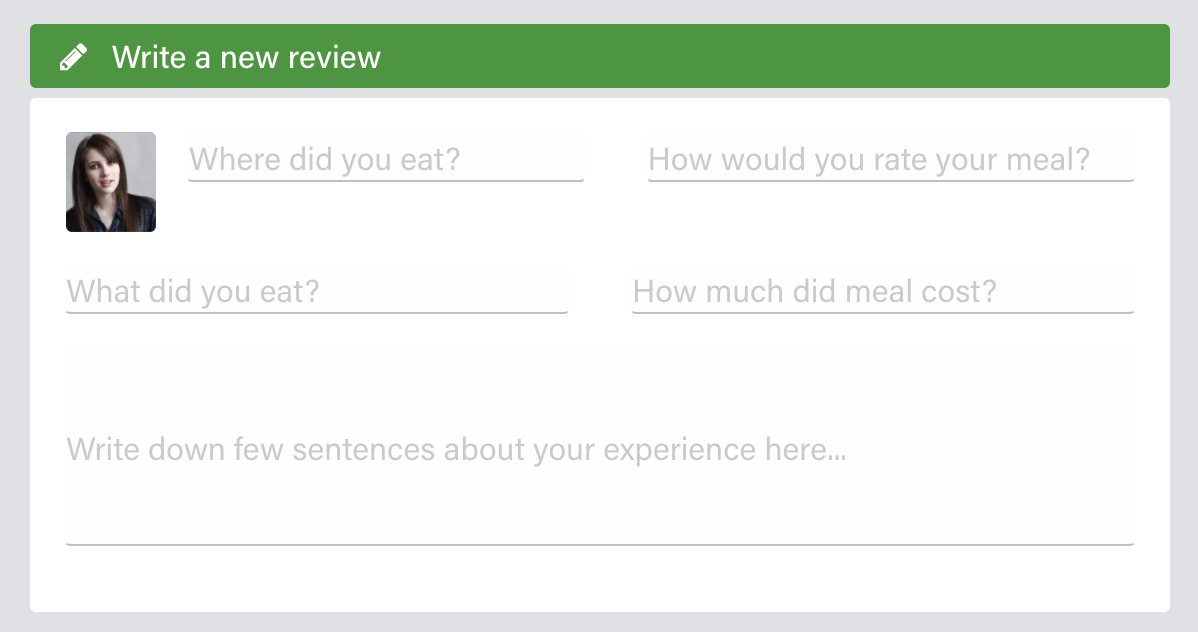 Write a new review
Where did you eat?
How would you rate your meal?
What did you eat?
How much did meal cost?
Write down few sentences about your experience here...